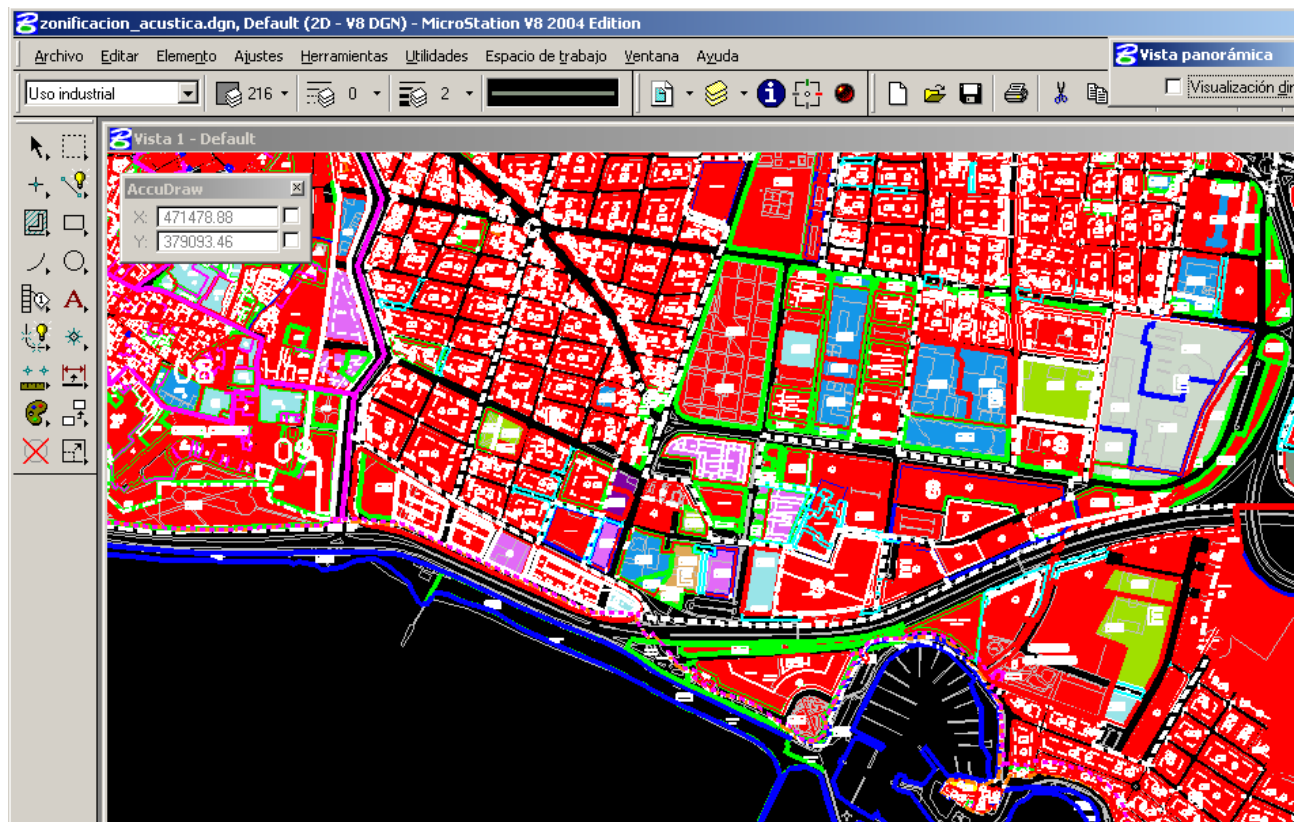 zonificacion_acustica.dgn, Default (2D - V8 DGN) - MicroStation V8 2004 Edition
Archivo Editar Elemento Ajustes Herramientas Utilidades Espacio de trabajo Ventana Ayuda
Vista panorámica
Uso industrial 216 0 2
Visualización
Vista 1 - Default
AccuDraw
X: 471478.88
Y: 379093.46
08
09